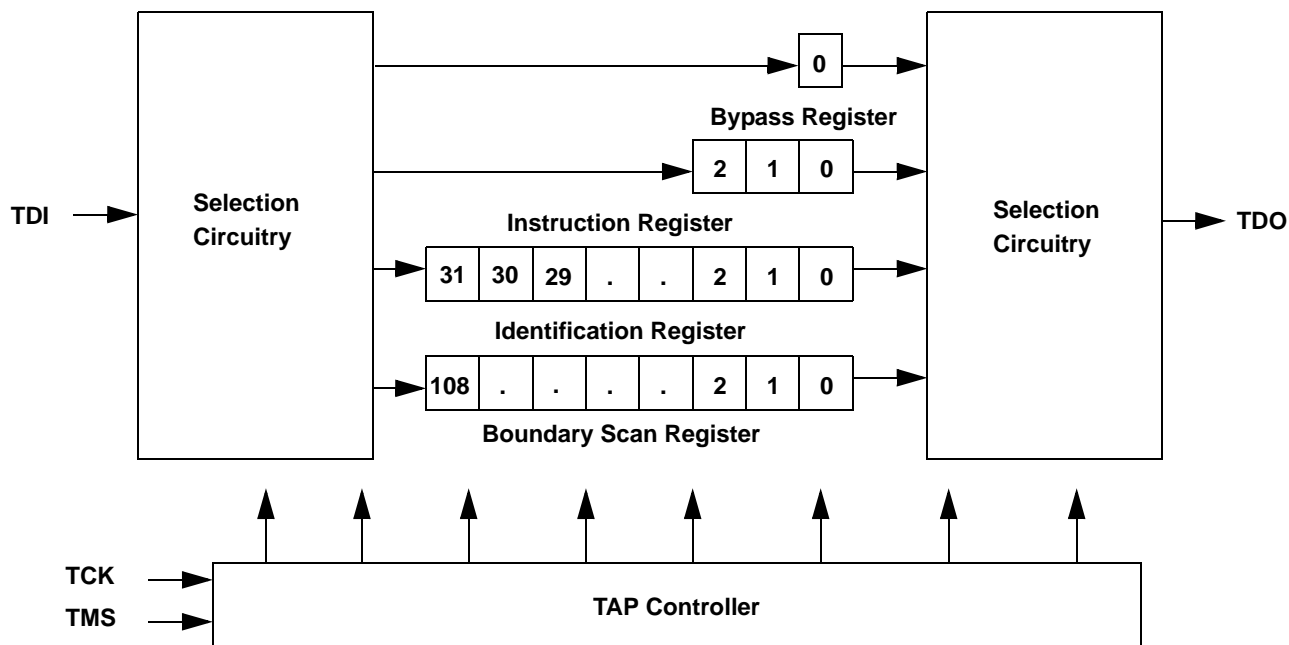 0
Bypass Register
2 1 0
TDI
Selection
Circuitry
Instruction Register
Selection
Circuitry
TDO
31 30 29 . . 2 1 0
Identification Register
108 . . . . 2 1 0
Boundary Scan Register
TCK
TMS
TAP Controller